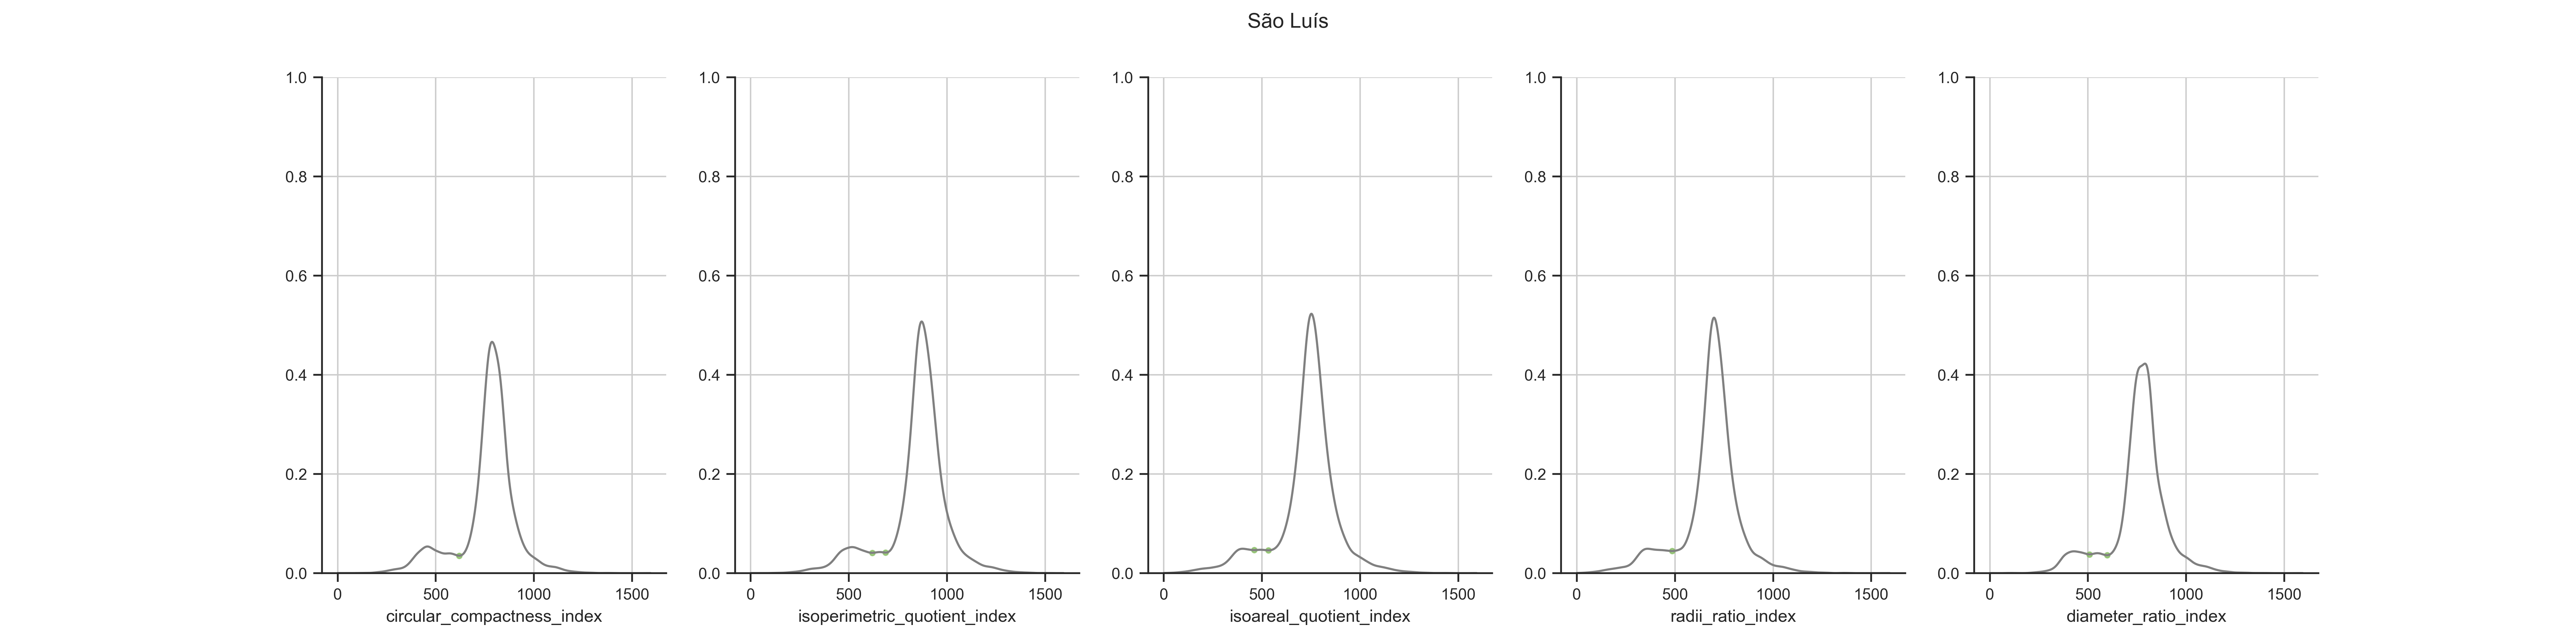 São Luís
1.0
0.8
0.6
0.4
0.2
0.0
0 500 1000 1500
circular_compactness_index
1.0
0.8
0.6
0.4
0.2
0.0
0 500 1000 1500
isoperimetric_quotient_index
1.0
0.8
0.6
0.4
0.2
0.0
0 500 1000 1500
isoareal_quotient_index
1.0
0.8
0.6
0.4
0.2
0.0
0 500 1000 1500
radii_ratio_index
1.0
0.8
0.6
0.4
0.2
0.0
0 500 1000 1500
diameter_ratio_index